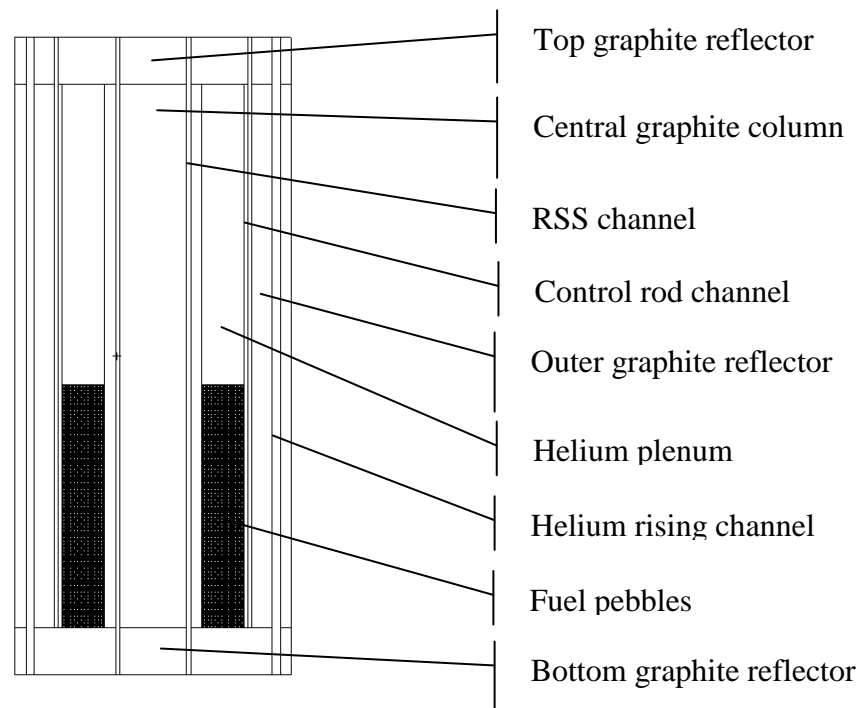 Top graphite reflector
Central graphite column
RSS channel
Control rod channel
Outer graphite reflector
Helium plenum
Helium rising channel
Fuel pebbles
Bottom graphite reflector